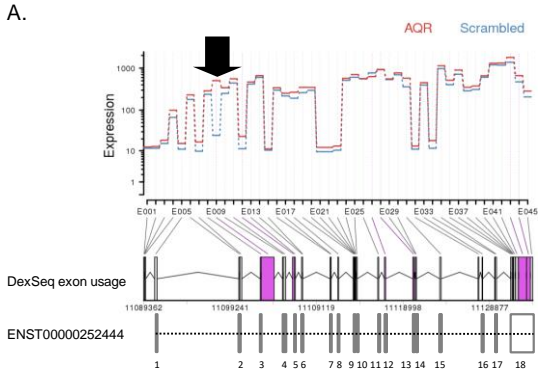 A.
AQR Scrambled
Expression
1000
100
10
1
E001 E005 E009 E013 E017 E021 E025 E029 E033 E037 E041 E045
DexSeq exon usage
11089362 11099241 11109119 11118998 11128877
ENST00000252444
1 2 3 4 5 6 7 8 9 10 11 12 13 14 15 16 17 18